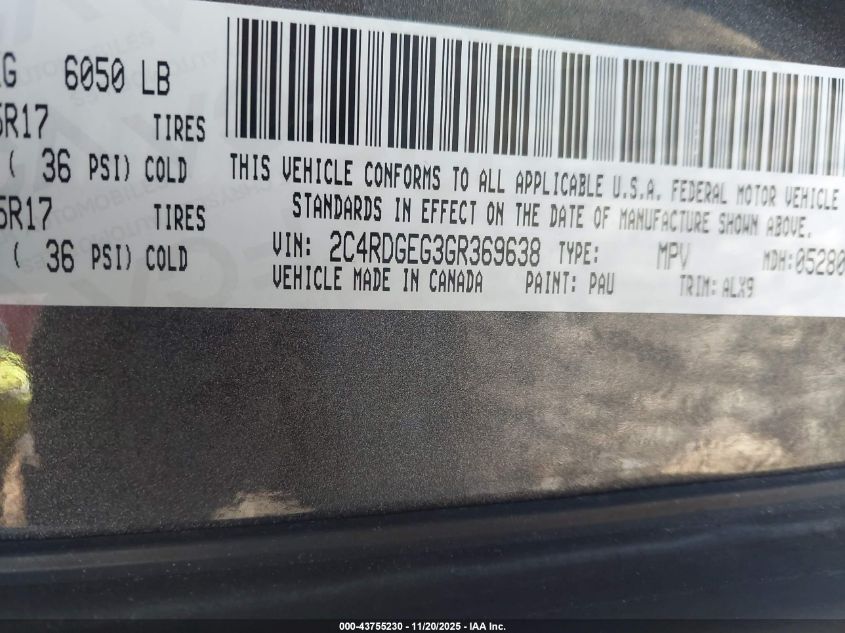 6050 LB
R17 TIRES
( 36 PSI) COLD
5R17 TIRES
( 36 PSI) COLD
THIS VEHICLE CONFORMS TO ALL APPLICABLE U.S.A. FEDERAL MOTOR VEHICLE
STANDARDS IN EFFECT ON THE DATE OF MANUFACTURE SHOWN ABOVE.
VIN: 2C4RDGEG3GR369638 TYPE: MPV MDH: 05280
VEHICLE MADE IN CANADA PAINT: PAU TRIM: ALX9
000-43755230 - 11/20/2025 - IAA Inc.